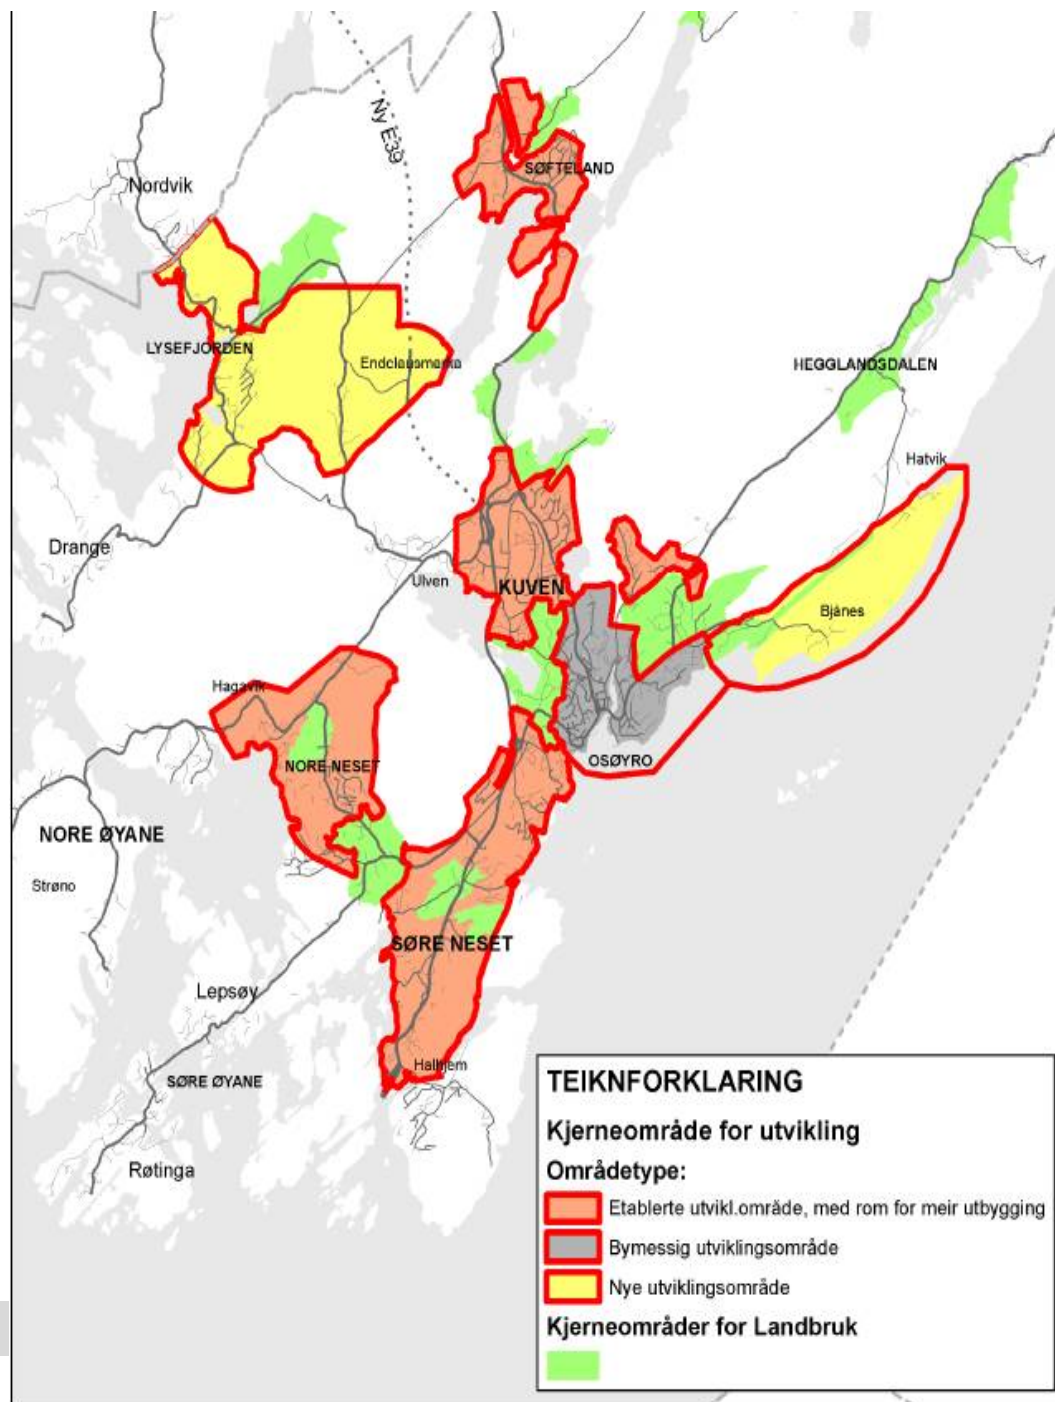 Ny E39
SØFTELAND
Nordvik
LYSEFJORDEN
Endelausmarka
HEGGLANDSDALEN
Hatvik
Drange
Ulven
KUVEN
Bjånes
Hagavik
NORE NESET
OSØYRO
NORE ØYANE
Strøno
SØRE NESET
Lepsøy
Halhjem
SØRE ØYANE
Røtinga
TEIKNFORKLARING
Kjerneområde for utvikling
Områdetype:
Etablerte utvikl.område, med rom for meir utbygging
Bymessig utviklingsområde
Nye utviklingsområde
Kjerneområder for Landbruk